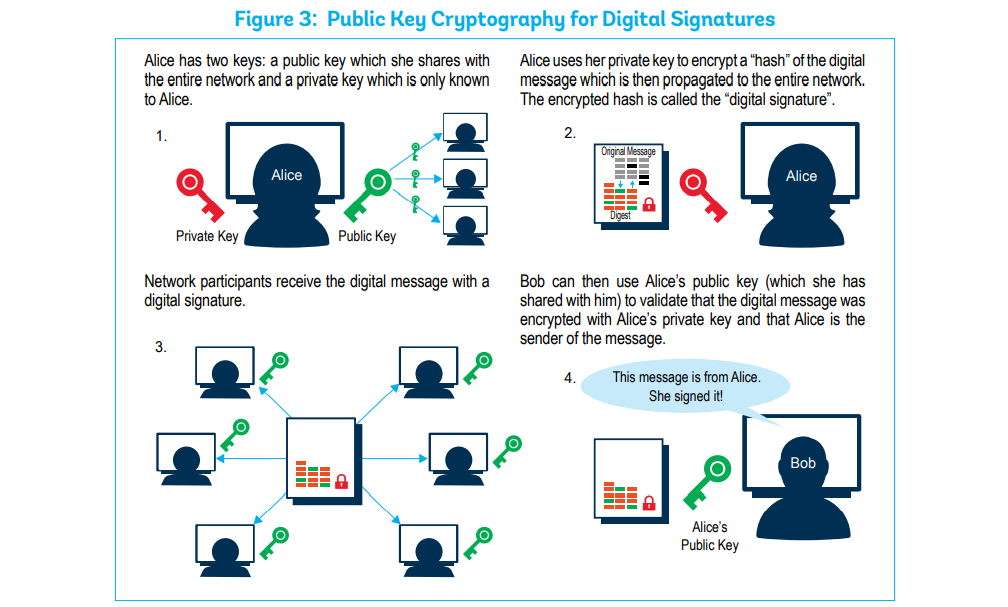 Figure 3: Public Key Cryptography for Digital Signatures
Alice has two keys: a public key which she shares with
the entire network and a private key which is only known
to Alice.
1.
Alice
Private Key
Public Key
Alice uses her private key to encrypt a “hash” of the digital
message which is then propagated to the entire network.
The encrypted hash is called the “digital signature”.
2.
Original Message
Digest
Alice
Network participants receive the digital message with a
digital signature.
3.
Bob can then use Alice’s public key (which she has
shared with him) to validate that the digital message was
encrypted with Alice’s private key and that Alice is the
sender of the message.
4.
This message is from Alice.
She signed it!
Bob
Alice’s
Public Key